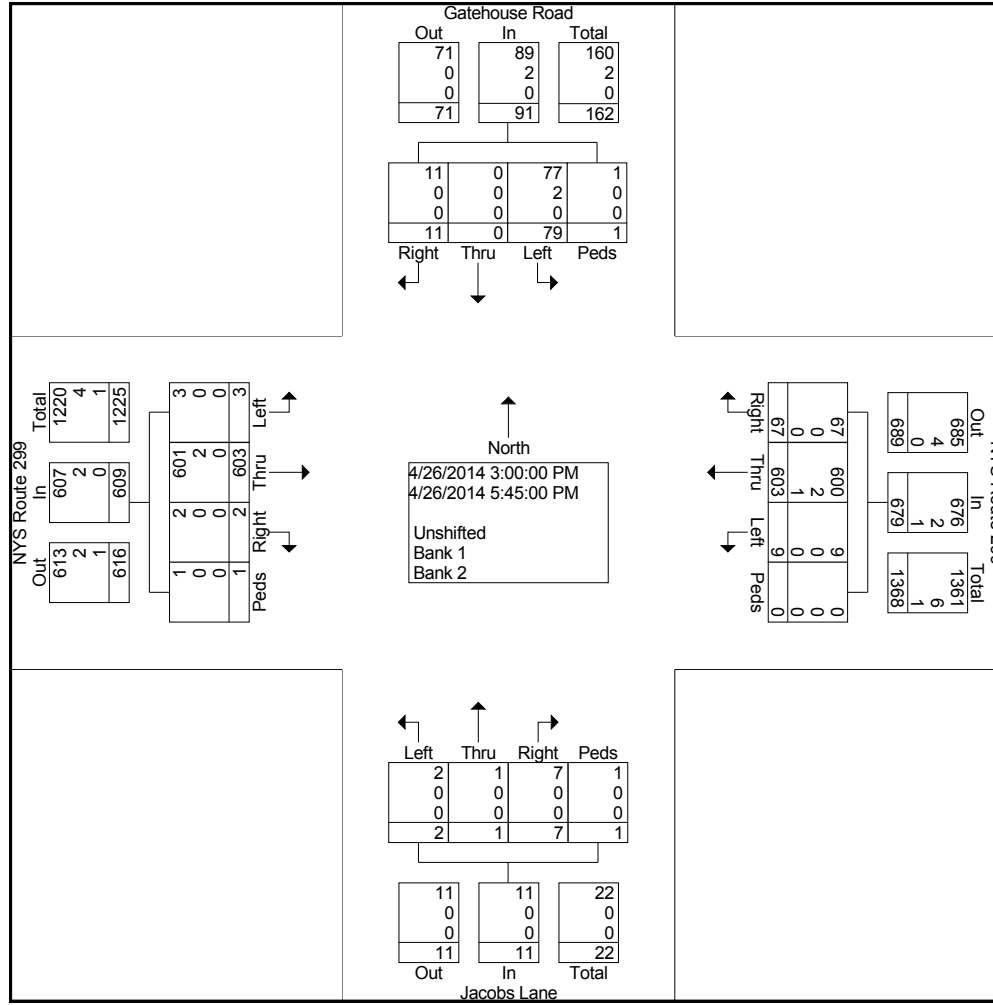 Gatehouse Road
Out In Total
71 89 160
0 2 2
0 0 0
71 91 162
11 0 77 1
0 0 2 0
0 0 0 0
11 0 79 1
Right Thru Left Peds
NYS Route 299
Total
1220
4
1
1225
In
607
2
0
609
Out
613
2
1
616
3
0
0
3
Left
601
2
0
603
Thru
2
0
0
2
Right
1
0
0
1
Peds
North
4/26/2014 3:00:00 PM
4/26/2014 5:45:00 PM
Unshifted
Bank 1
Bank 2
Right
67
0
0
67
Thru
600
2
1
603
Left
9
0
0
9
Peds
0
0
0
0
Out
685
4
0
689
In
676
2
1
679
Total
1361
6
1
1368
Left Thru Right Peds
2 1 7 1
0 0 0 0
0 0 0 0
2 1 7 1
11 11 22
0 0 0
0 0 0
11 11 22
Out In Total
Jacobs Lane